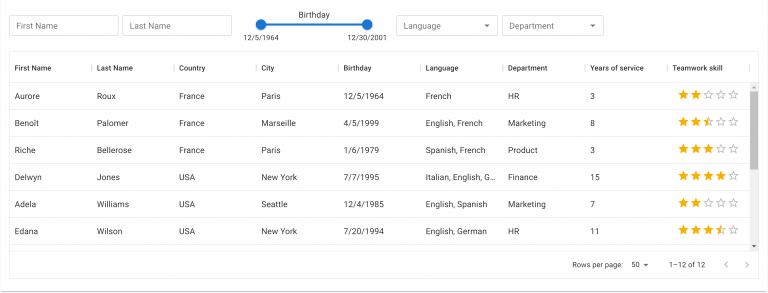 Birthday
First Name Last Name Language Department
12/5/1964 12/30/2001
First Name Last Name Country City Birthday Language Department Years of service Teamwork skill
Aurore Roux France Paris 12/5/1964 French HR 3
Benoît Palomer France Marseille 4/5/1999 English, French Marketing 8
Riche Bellerose France Paris 1/6/1979 Spanish, French Product 3
Delwyn Jones USA New York 7/7/1995 Italian, English, G... Finance 15
Adela Williams USA Seattle 12/4/1985 English, Spanish Marketing 7
Edana Wilson USA New York 7/20/1994 English, German HR 11
Rows per page: 50 1–12 of 12